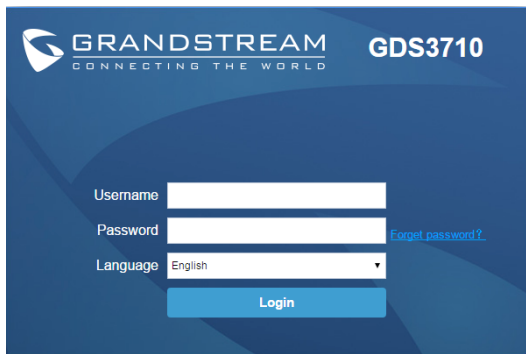 GRANDSTREAM
CONNECTING THE WORLD
GDS3710
Username
Password
Forget password?
Language English
Login